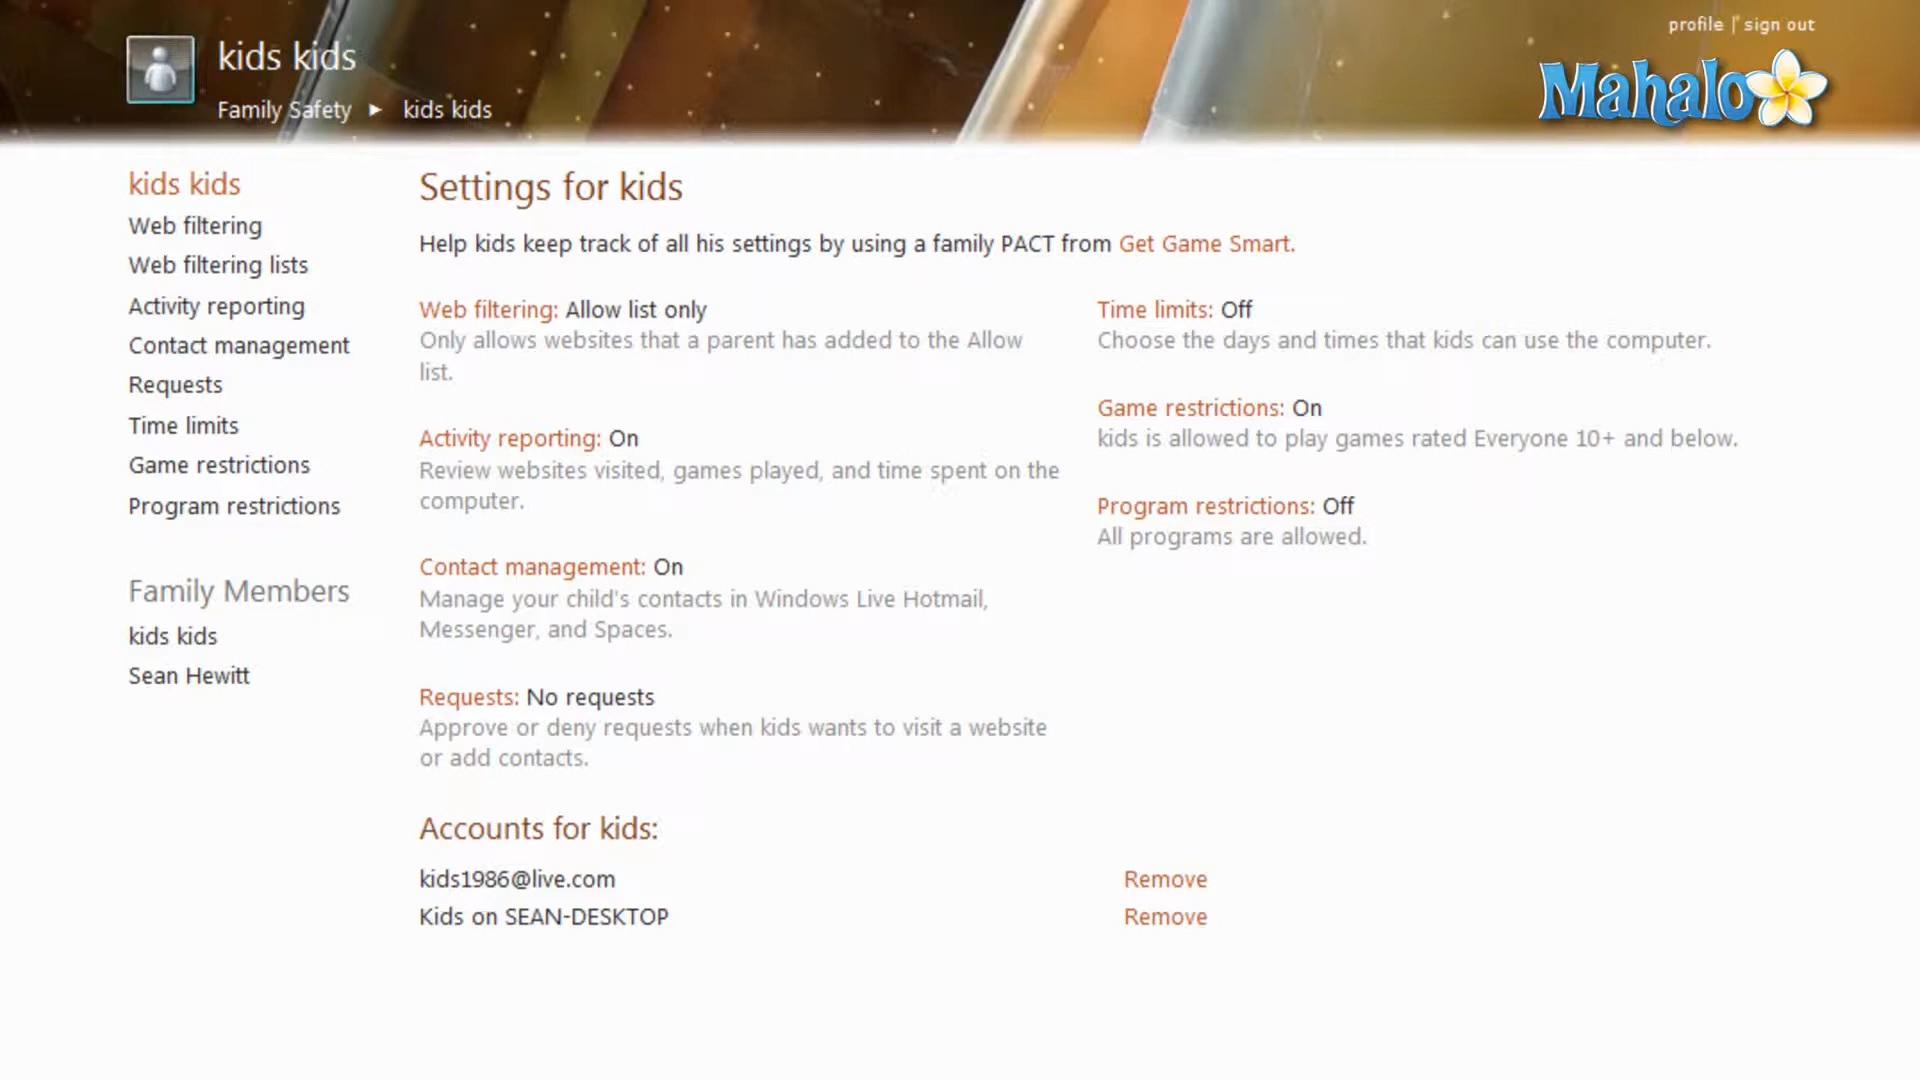 profile | sign out
kids kids
Mahalo
Family Safety ► kids kids
kids kids
Web filtering
Web filtering lists
Activity reporting
Contact management
Requests
Time limits
Game restrictions
Program restrictions
Family Members
kids kids
Sean Hewitt
Settings for kids
Help kids keep track of all his settings by using a family PACT from Get Game Smart.
Web filtering: Allow list only
Only allows websites that a parent has added to the Allow
list.
Activity reporting: On
Review websites visited, games played, and time spent on the
computer.
Contact management: On
Manage your child's contacts in Windows Live Hotmail,
Messenger, and Spaces.
Requests: No requests
Approve or deny requests when kids wants to visit a website
or add contacts.
Time limits: Off
Choose the days and times that kids can use the computer.
Game restrictions: On
kids is allowed to play games rated Everyone 10+ and below.
Program restrictions: Off
All programs are allowed.
Accounts for kids:
kids1986@live.com Remove
Kids on SEAN-DESKTOP Remove